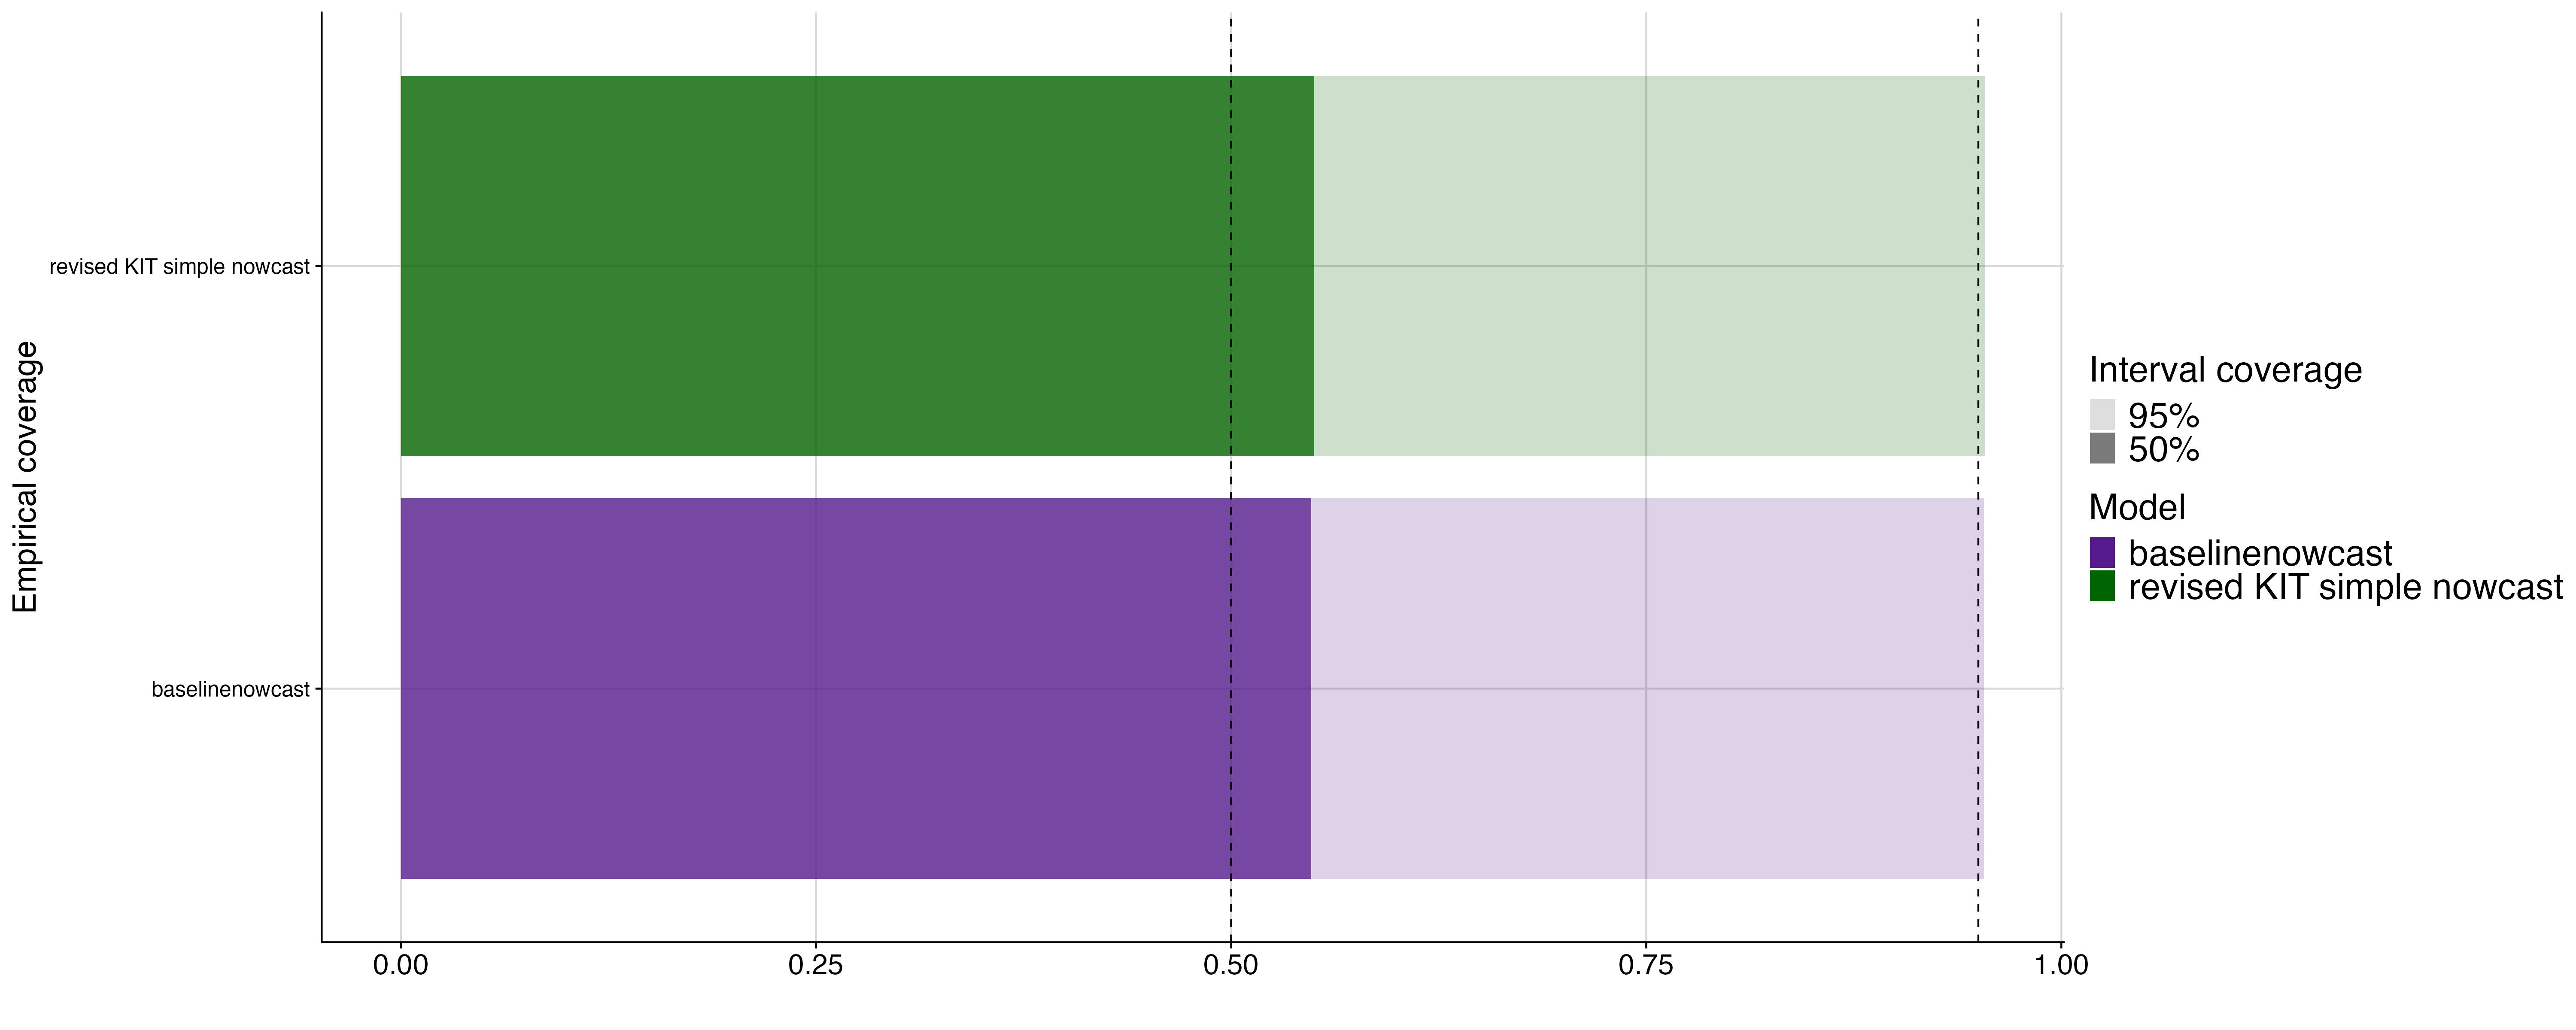 Empirical coverage
revised KIT simple nowcast
baselinenowcast
0.00
0.25
0.50
0.75
1.00
Interval coverage
95%
50%
Model
baselinenowcast
revised KIT simple nowcast